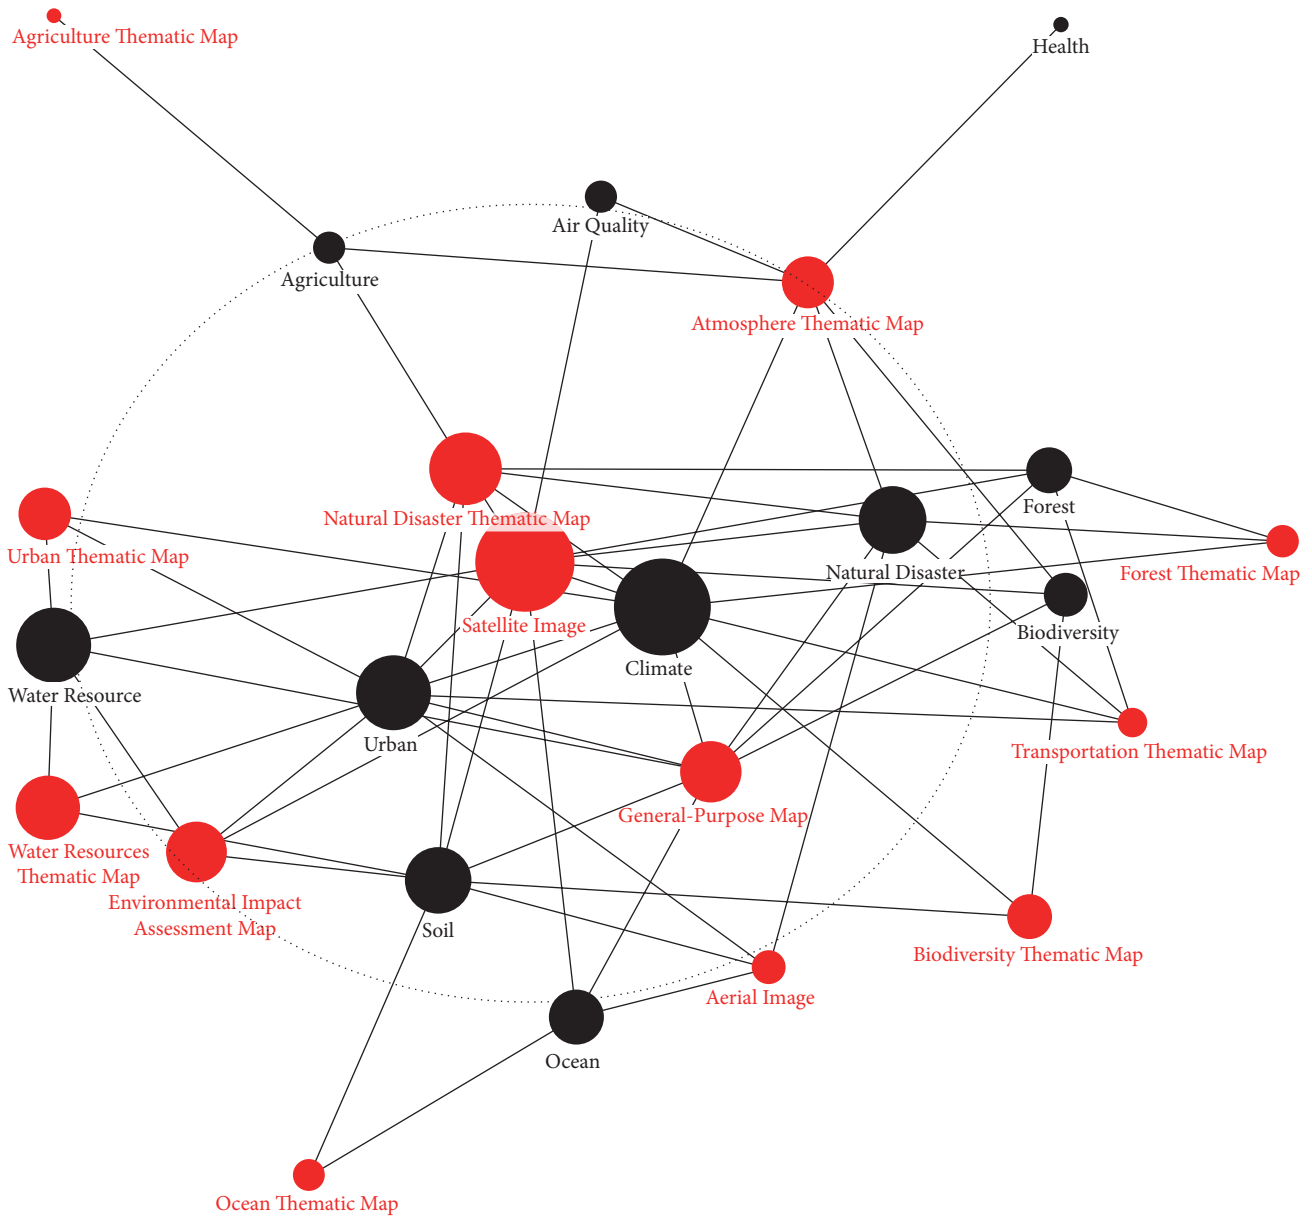 Agriculture Thematic Map
Health
Air Quality
Agriculture
Atmosphere Thematic Map
Forest
Natural Disaster Thematic Map
Urban Thematic Map
Natural Disaster
Forest Thematic Map
Satellite Image
Biodiversity
Climate
Water Resource
Urban
Transportation Thematic Map
General-Purpose Map
Water Resources
Thematic Map
Environmental Impact
Assessment Map
Soil
Biodiversity Thematic Map
Aerial Image
Ocean
Ocean Thematic Map